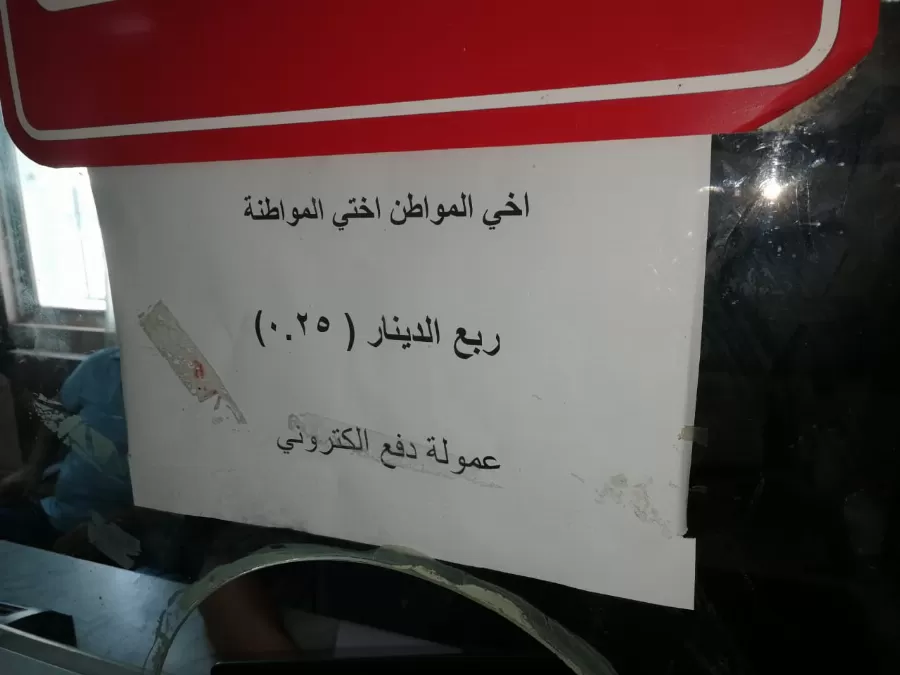 اخي المواطن اختي المواطنة
ربع الدينار ( ٠.٢٥)
عمولة دفع الكتروني